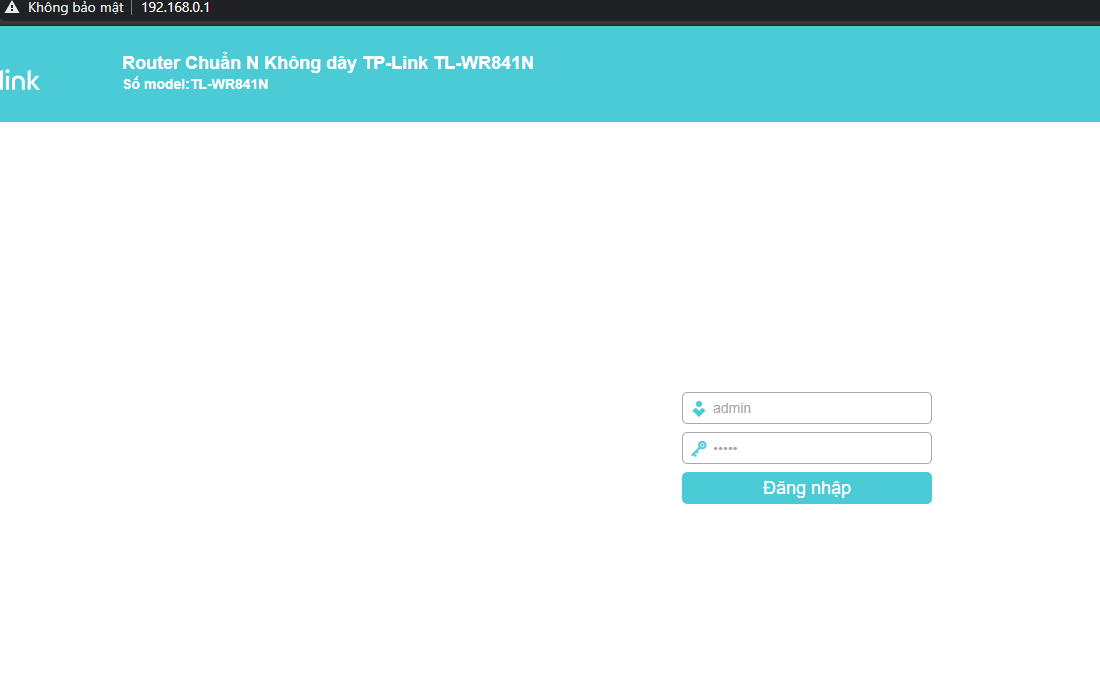 Không bảo mật 192.168.0.1
Router Chuẩn N Không dây TP-Link TL-WR841N
link
Số model:TL-WR841N
admin
•••••
Đăng nhập